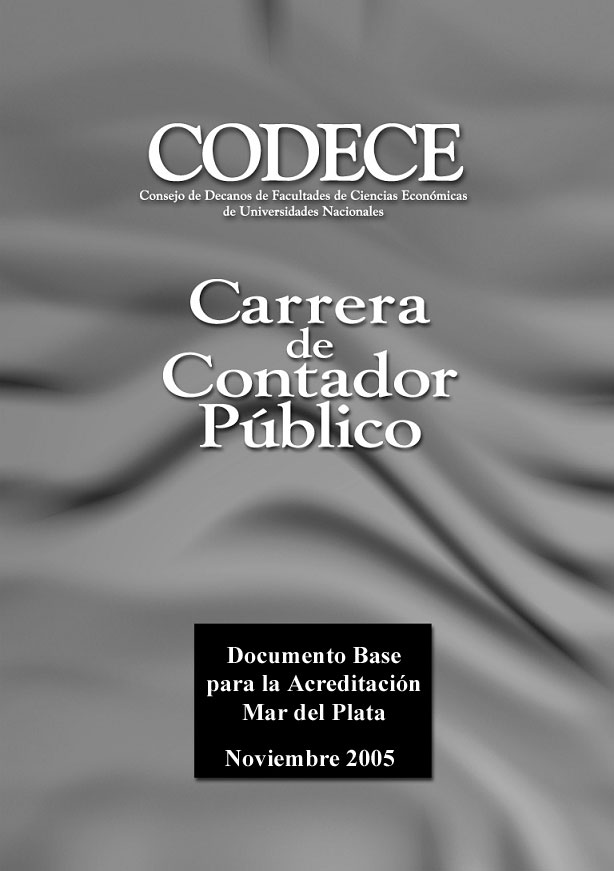 CODECE
Consejo de Decanos de Facultades de Ciencias Económicas
de Universidades Nacionales
Carrera
de
Contador
Público
Documento Base
para la Acreditación
Mar del Plata
Noviembre 2005